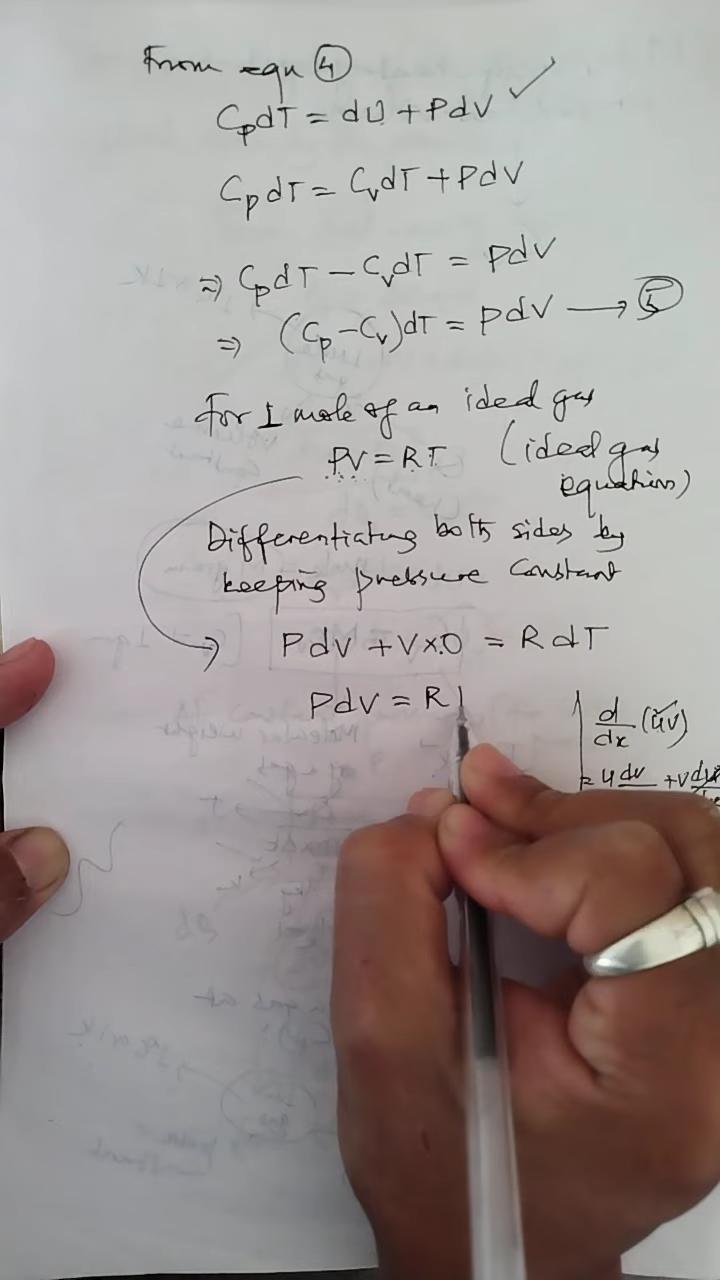 From equ ④
CpdT = dU + PdV ✓
CpdT = CvdT + PdV
⇒ CpdT − CvdT = PdV
⇒ (Cp − Cv)dT = PdV ⟶ ⑤
For 1 mole of an ideal gas
PV = RT (ideal gas
equation)
Differentiating both sides by
keeping pressure constant
PdV + V×0 = RdT
PdV = R
d/dx (uv)
= u dv + v du